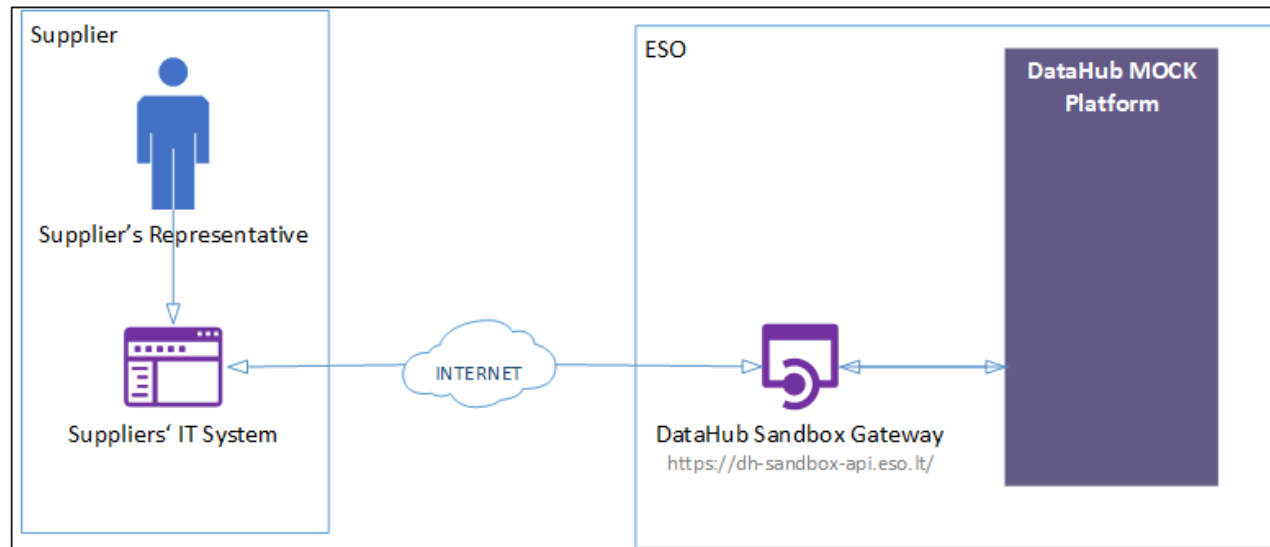 Supplier
Supplier's Representative
Suppliers‘ IT System
INTERNET
ESO
DataHub MOCK
Platform
DataHub Sandbox Gateway
https://dh-sandbox-api.eso.lt/